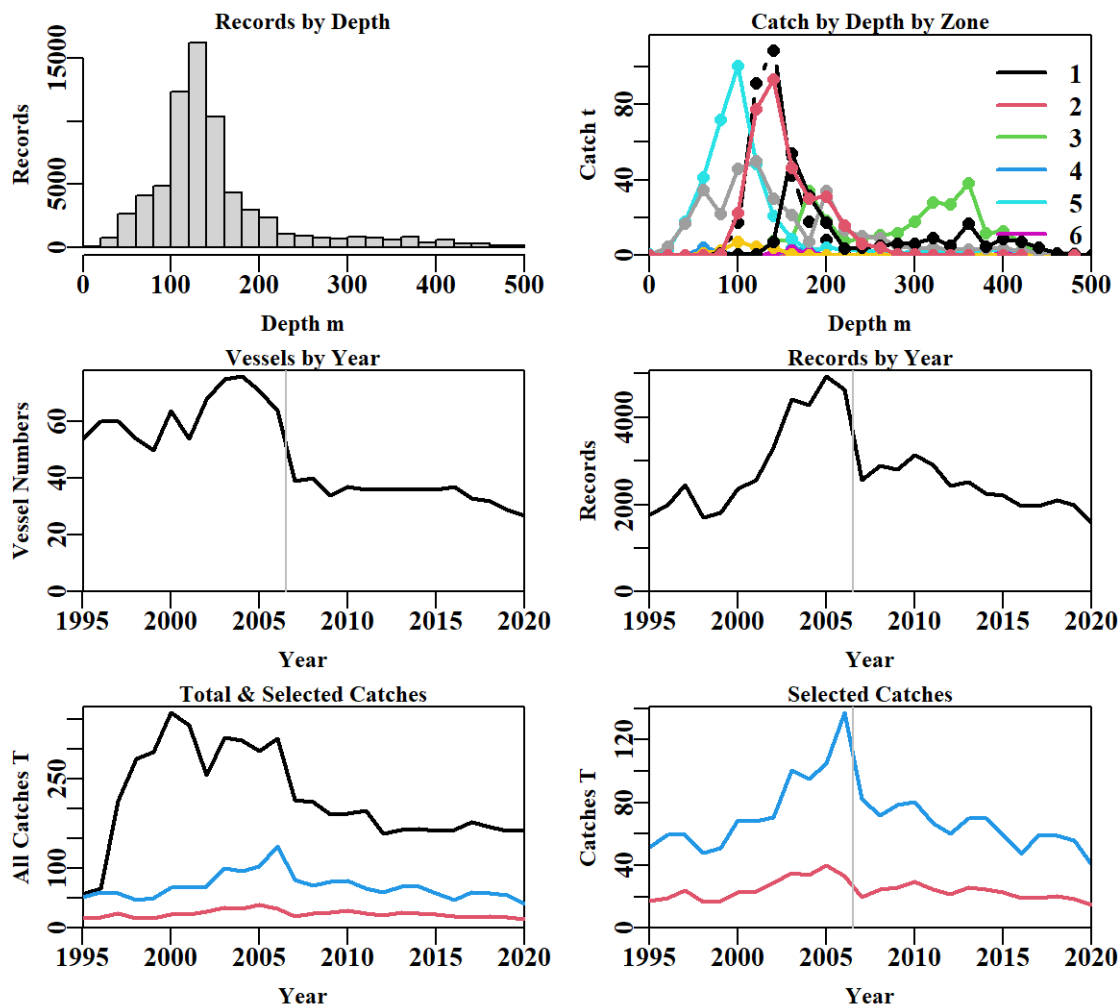 Records by Depth
Records
0 5000 15000
0 100 200 300 400 500
Depth m
Catch by Depth by Zone
Catch t
0 40 80
1
2
3
4
5
6
0 100 200 300 400 500
Depth m
Vessels by Year
Vessel Numbers
0 20 40 60
1995 2000 2005 2010 2015 2020
Year
Records by Year
Records
0 2000 4000
1995 2000 2005 2010 2015 2020
Year
Total & Selected Catches
All Catches T
0 100 250
1995 2000 2005 2010 2015 2020
Year
Selected Catches
Catches T
0 40 80 120
1995 2000 2005 2010 2015 2020
Year